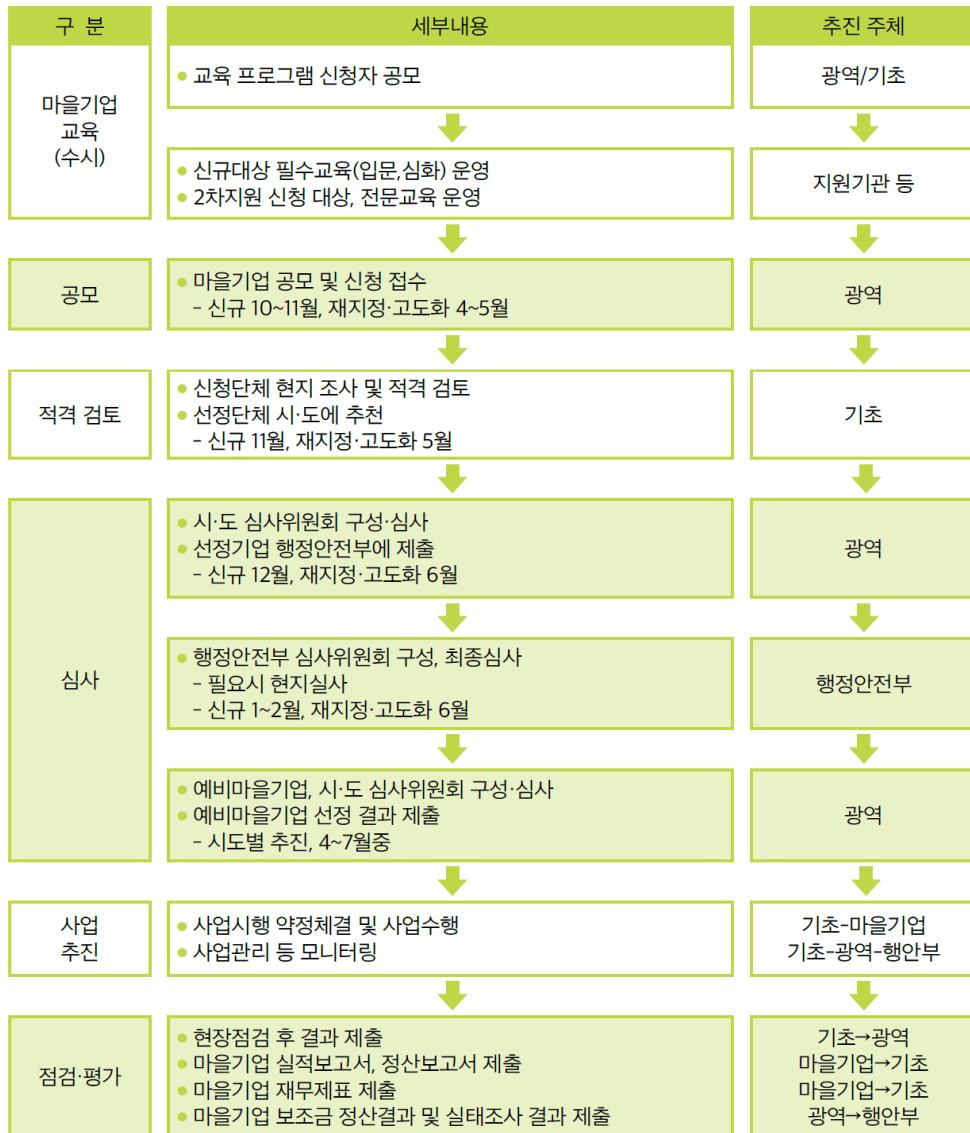 구 분 세부내용 추진 주체
마을기업
교육
(수시)
• 교육 프로그램 신청자 공모
광역/기초
• 신규대상 필수교육(입문,심화) 운영
• 2차지원 신청 대상, 전문교육 운영
지원기관 등
공모
• 마을기업 공모 및 신청 접수
- 신규 10~11월, 재지정·고도화 4~5월
광역
적격 검토
• 신청단체 현지 조사 및 적격 검토
• 선정단체 시·도에 추천
- 신규 11월, 재지정·고도화 5월
기초
심사
• 시·도 심사위원회 구성·심사
• 선정기업 행정안전부에 제출
- 신규 12월, 재지정·고도화 6월
광역
• 행정안전부 심사위원회 구성, 최종심사
- 필요시 현지실사
- 신규 1~2월, 재지정·고도화 6월
행정안전부
• 예비마을기업, 시·도 심사위원회 구성·심사
• 예비마을기업 선정 결과 제출
- 시도별 추진, 4~7월중
광역
사업
추진
• 사업시행 약정체결 및 사업수행
• 사업관리 등 모니터링
기초-마을기업
기초-광역-행안부
점검·평가
• 현장점검 후 결과 제출
• 마을기업 실적보고서, 정산보고서 제출
• 마을기업 재무제표 제출
• 마을기업 보조금 정산결과 및 실태조사 결과 제출
기초→광역
마을기업→기초
마을기업→기초
광역→행안부